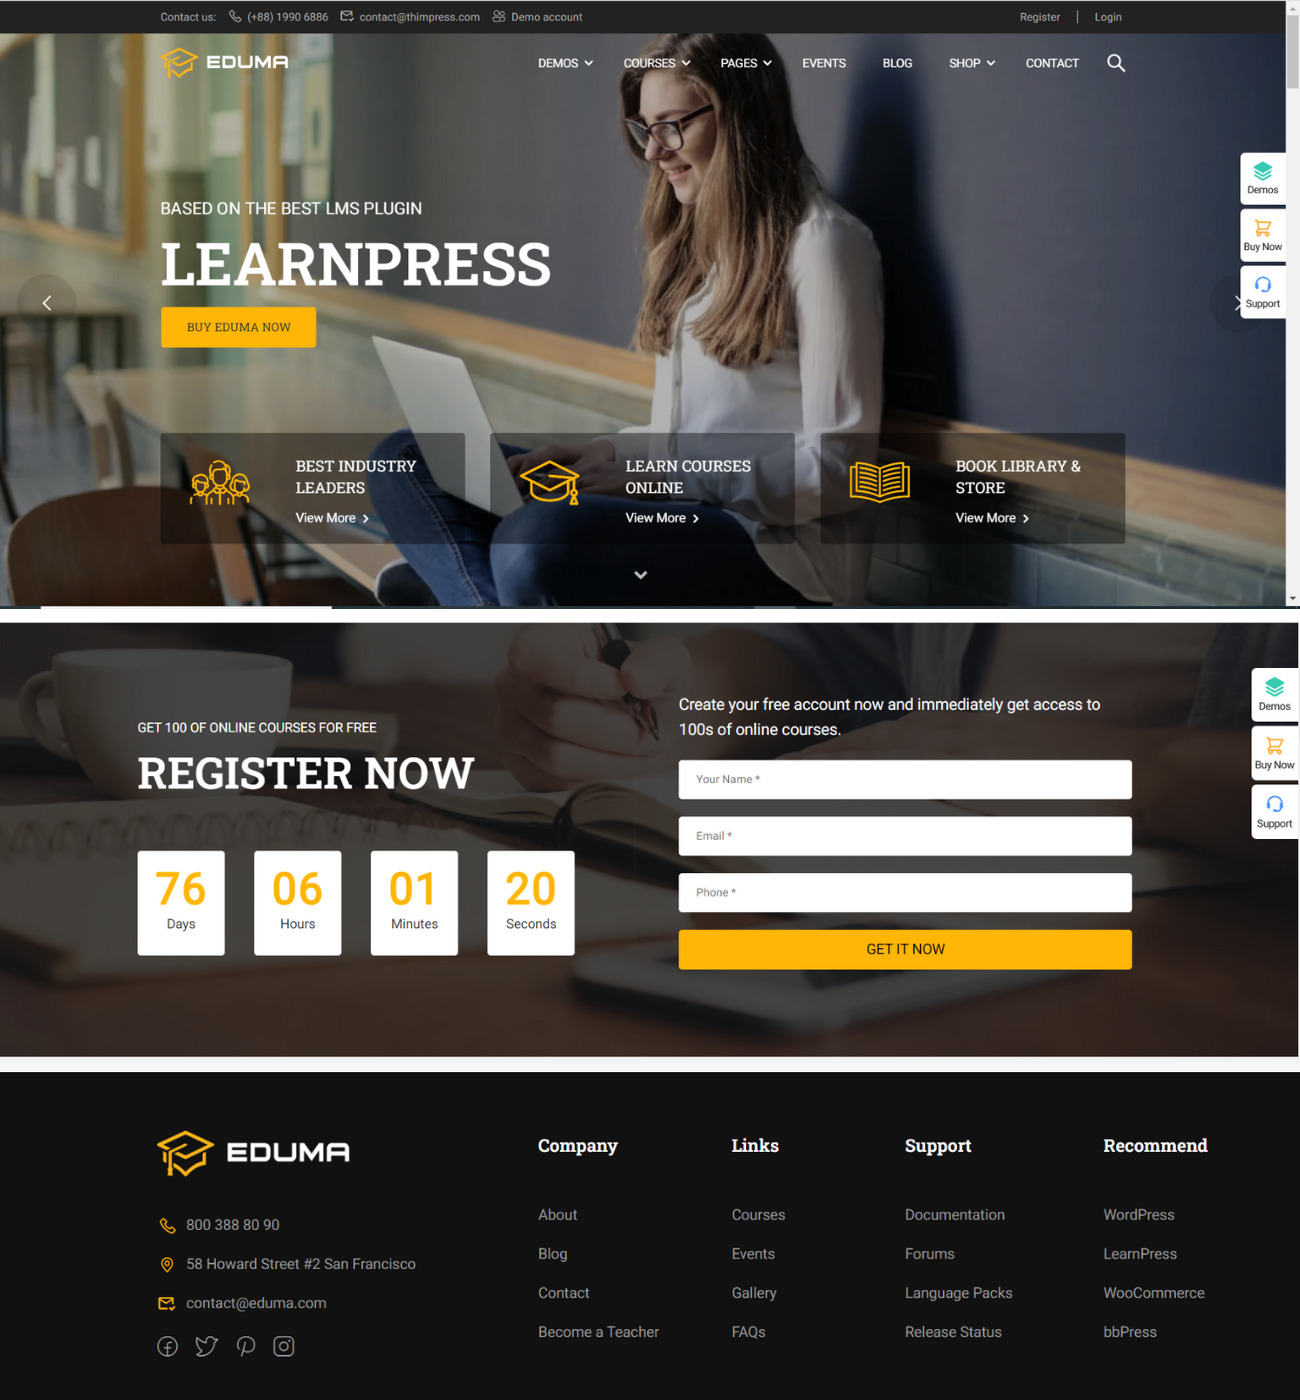 Contact us: (+88) 1990 6886 contact@thimpress.com Demo account Register | Login
EDUMA DEMOS COURSES PAGES EVENTS BLOG SHOP CONTACT
Demos
Buy Now
Support
BASED ON THE BEST LMS PLUGIN
LEARNPRESS
BUY EDUMA NOW
BEST INDUSTRY
LEADERS
View More
LEARN COURSES
ONLINE
View More
BOOK LIBRARY &
STORE
View More
GET 100 OF ONLINE COURSES FOR FREE
REGISTER NOW
76 06 01 20
Days Hours Minutes Seconds
Create your free account now and immediately get access to
100s of online courses.
Your Name *
Email *
Phone *
GET IT NOW
Demos
Buy Now
Support
EDUMA
800 388 80 90
58 Howard Street #2 San Francisco
contact@eduma.com
Company
About
Blog
Contact
Become a Teacher
Links
Courses
Events
Gallery
FAQs
Support
Documentation
Forums
Language Packs
Release Status
Recommend
WordPress
LearnPress
WooCommerce
bbPress